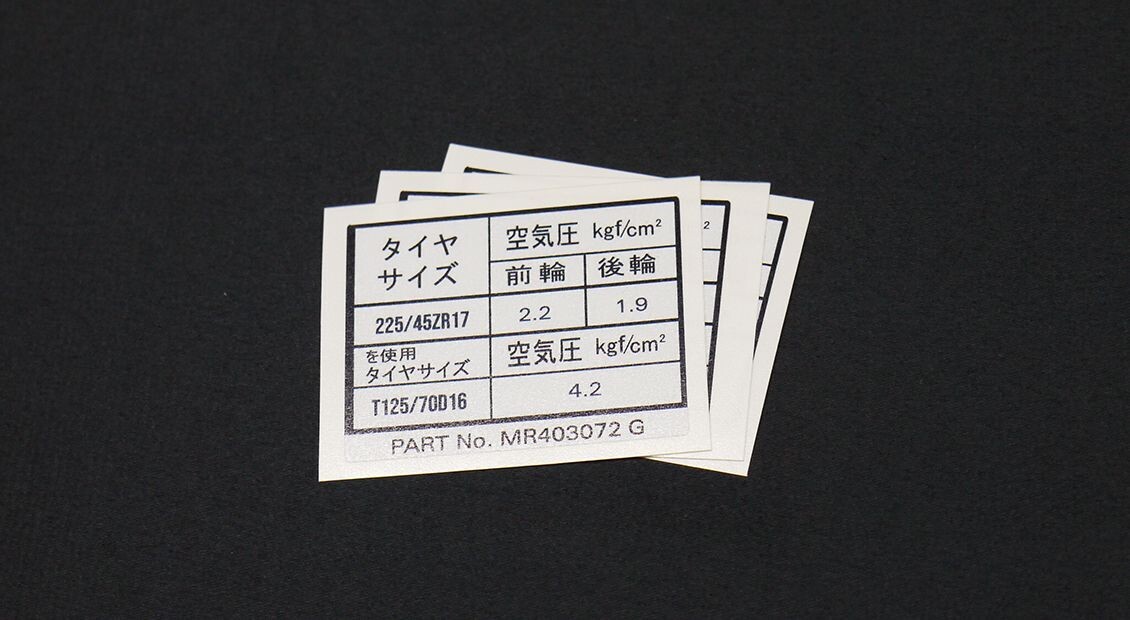 タイヤ
サイズ
空気圧 kgf/cm²
前輪 後輪
225/45ZR17 2.2 1.9
を使用
タイヤサイズ
空気圧 kgf/cm²
T125/70D16 4.2
PART No. MR403072 G
2